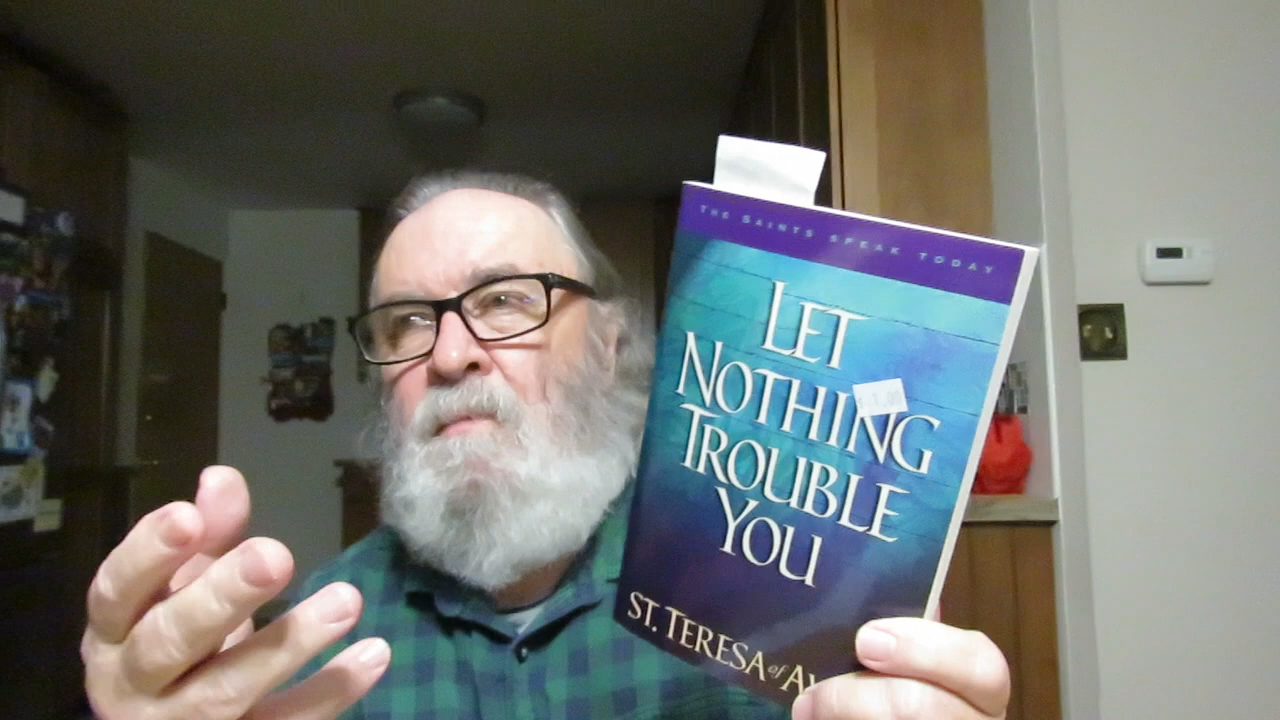 THE SAINTS SPEAK TODAY
LET
NOTHING
TROUBLE
YOU
ST. TERESA of